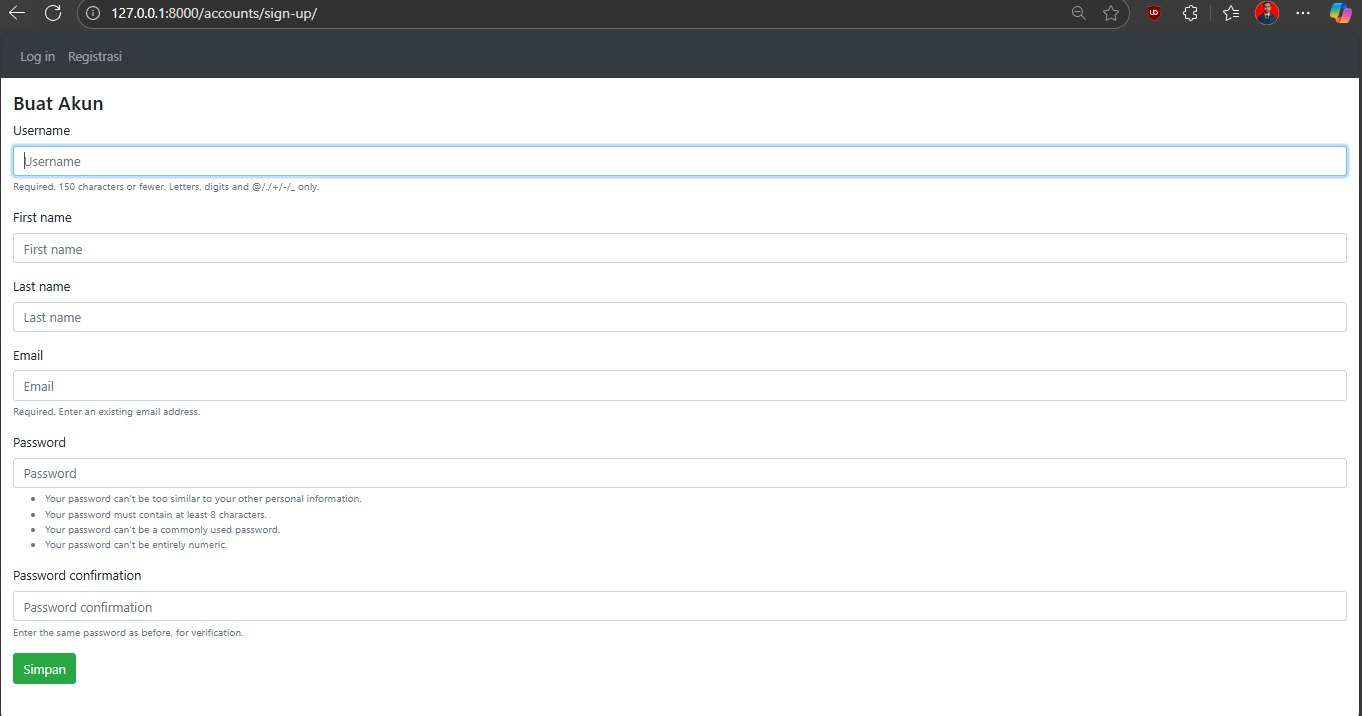 127.0.0.1:8000/accounts/sign-up/
Log in Registrasi
Buat Akun
Username
Username
Required. 150 characters or fewer. Letters, digits and @/./+/-/_ only.
First name
First name
Last name
Last name
Email
Email
Required. Enter an existing email address.
Password
Password
Your password can't be too similar to your other personal information.
Your password must contain at least 8 characters.
Your password can't be a commonly used password.
Your password can't be entirely numeric.
Password confirmation
Password confirmation
Enter the same password as before, for verification.
Simpan